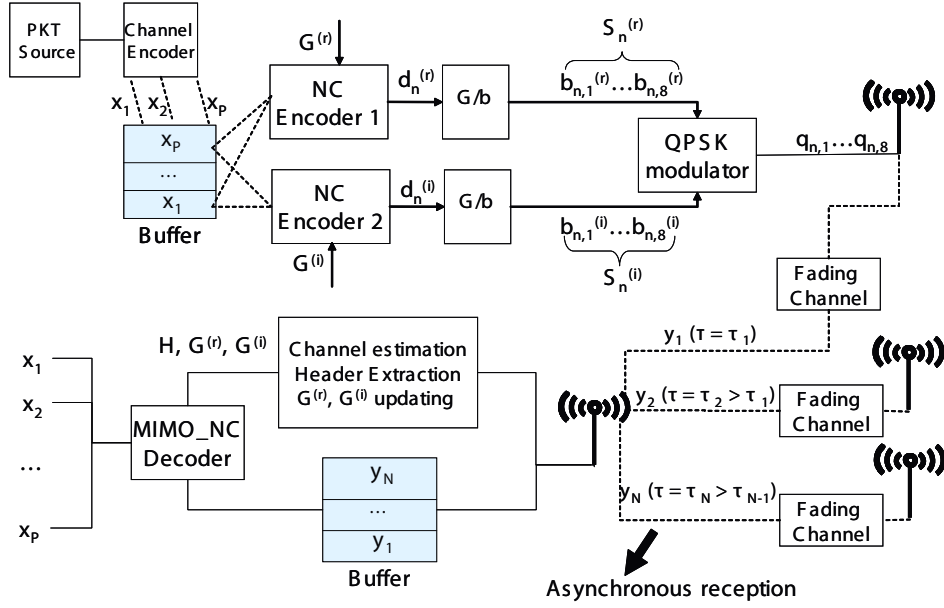 PKT
Source
Channel
Encoder
x1 x2 xP
xP
...
x1
Buffer
G(r)
NC
Encoder 1
dn(r)
G/b
Sn(r)
bn,1(r)...bn,8(r)
NC
Encoder 2
dn(i)
G/b
bn,1(i)...bn,8(i)
Sn(i)
G(i)
QPSK
modulator
qn,1...qn,8
Fading
Channel
y1 (τ = τ1)
y2 (τ = τ2 > τ1)
Fading
Channel
yN (τ = τN > τN-1)
Fading
Channel
Asynchronous reception
H, G(r), G(i)
Channel estimation
Header Extraction
G(r), G(i) updating
x1
x2
...
xP
MIMO_NC
Decoder
yN
...
y1
Buffer